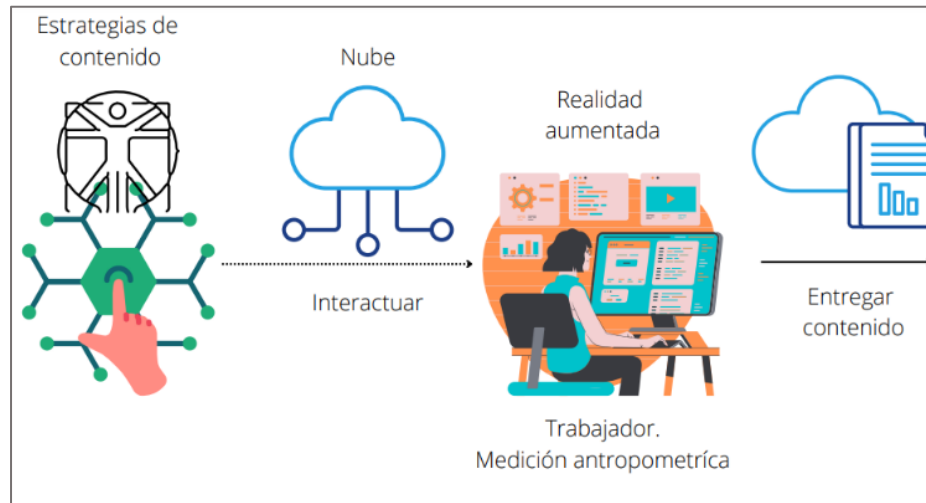 Estrategias de
contenido
Nube
Interactuar
Realidad
aumentada
Trabajador.
Medición antropometríca
Entregar
contenido